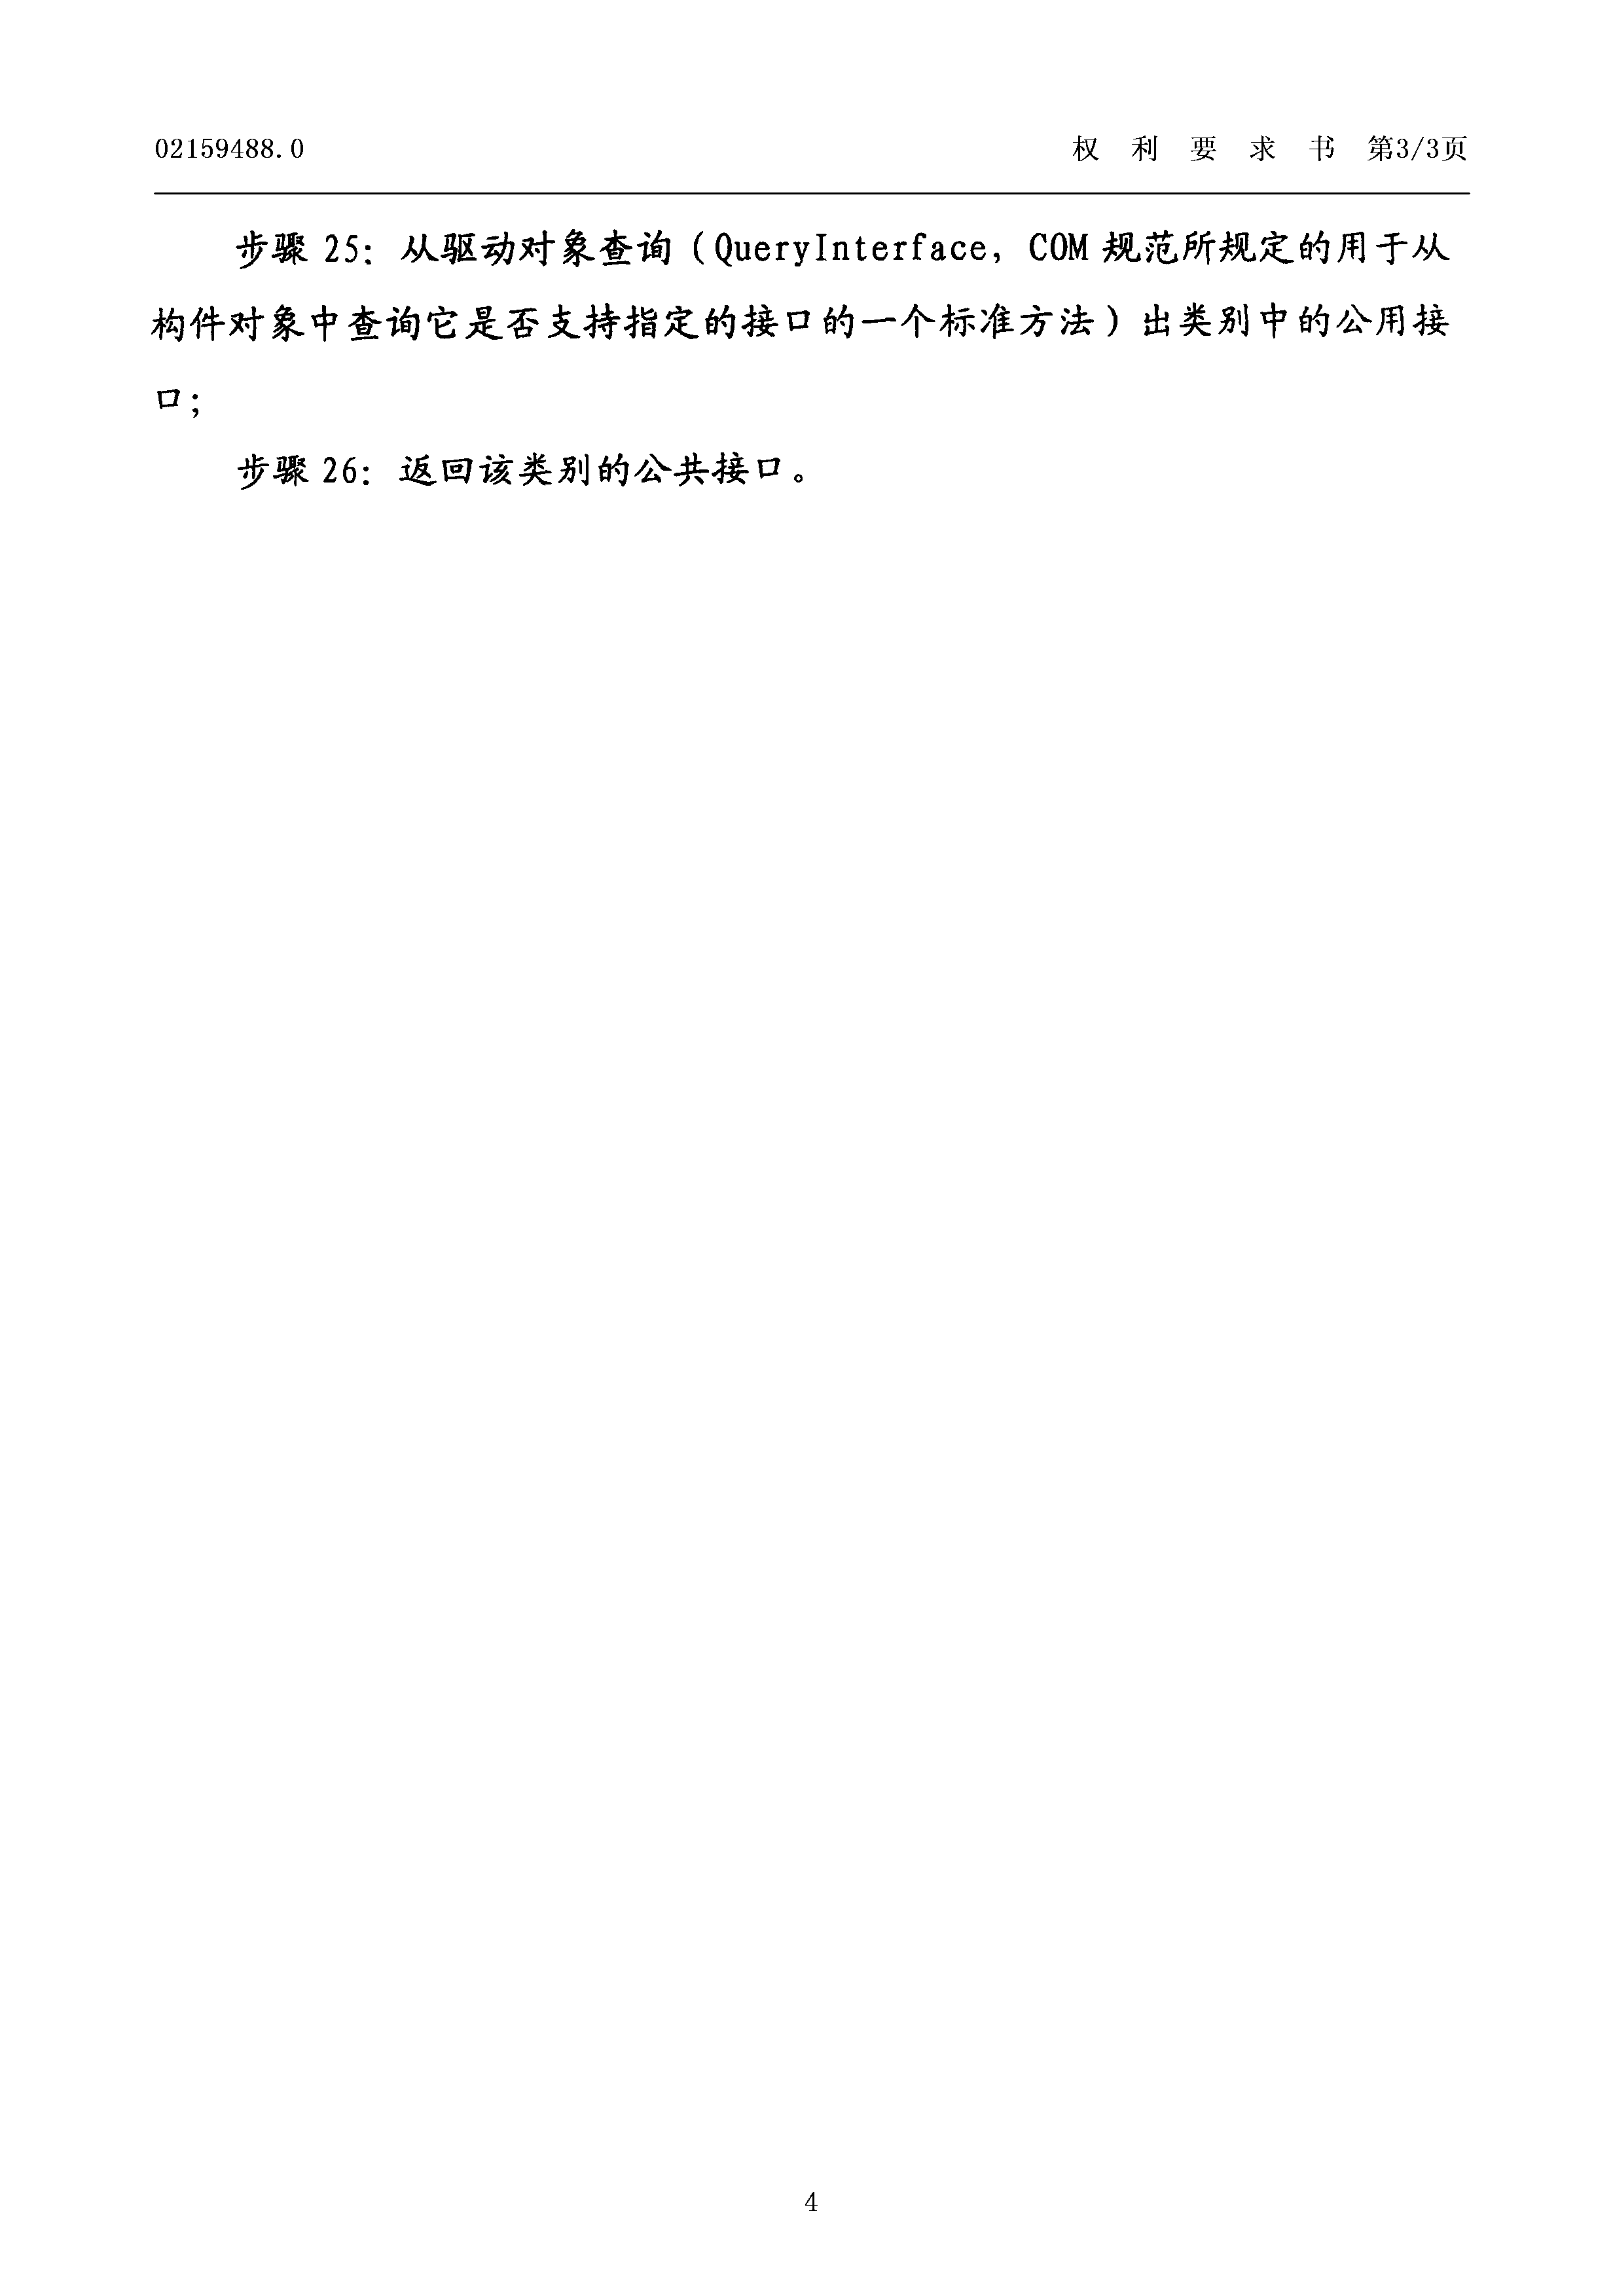 02159488.0 权 利 要 求 书 第3/3页
步骤 25：从驱动对象查询（QueryInterface，COM 规范所规定的用于从
构件对象中查询它是否支持指定的接口的一个标准方法）出类别中的公用接
口；
步骤 26：返回该类别的公共接口。
4